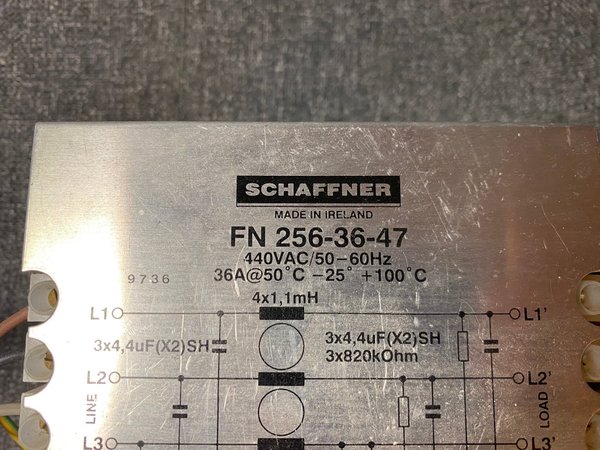 SCHAFFNER
MADE IN IRELAND
FN 256-36-47
440VAC/50-60Hz
36A@50°C -25° +100°C
9736
4x1,1mH
L1 L1'
3x4,4uF(X2)SH 3x4,4uF(X2)SH
3x820kOhm
L2 L2'
LINE LOAD
L3 L3'